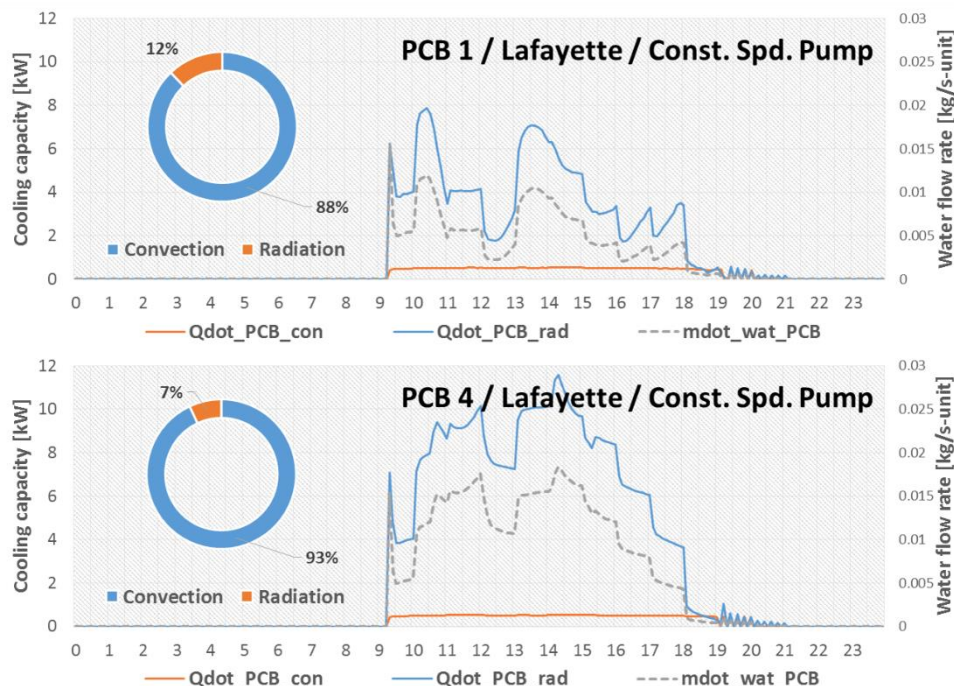 PCB 1 / Lafayette / Const. Spd. Pump
Cooling capacity [kW]
Water flow rate [kg/s-unit]
12
10
8
6
4
2
0
0.03
0.025
0.02
0.015
0.01
0.005
0
12%
88%
Convection Radiation
0 1 2 3 4 5 6 7 8 9 10 11 12 13 14 15 16 17 18 19 20 21 22 23
Qdot_PCB_con Qdot_PCB_rad mdot_wat_PCB
PCB 4 / Lafayette / Const. Spd. Pump
Cooling capacity [kW]
Water flow rate [kg/s-unit]
12
10
8
6
4
2
0
0.03
0.025
0.02
0.015
0.01
0.005
0
7%
93%
Convection Radiation
0 1 2 3 4 5 6 7 8 9 10 11 12 13 14 15 16 17 18 19 20 21 22 23
Qdot_PCB_con Qdot_PCB_rad mdot_wat_PCB